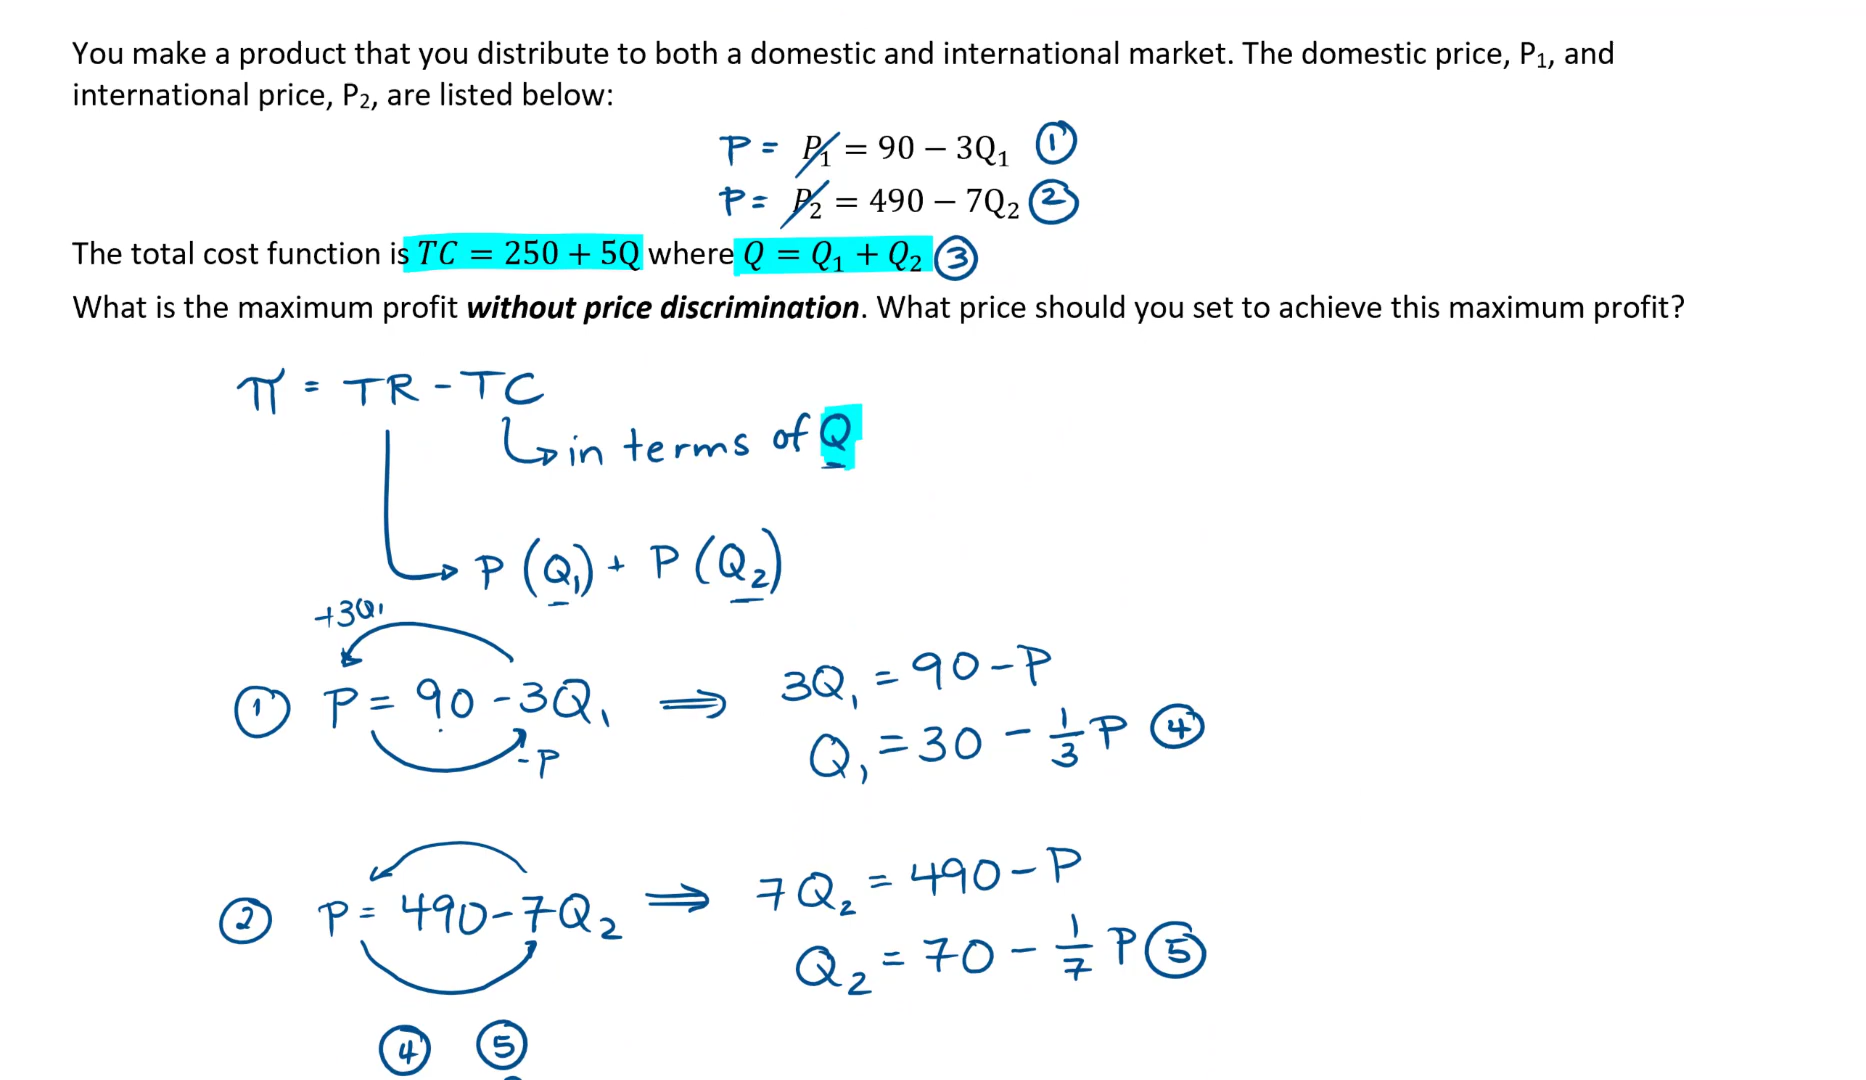 You make a product that you distribute to both a domestic and international market. The domestic price, P₁, and
international price, P₂, are listed below:
P = P₁ = 90 − 3Q₁ ①
P = P₂ = 490 − 7Q₂ ②
The total cost function is TC = 250 + 5Q where Q = Q₁ + Q₂ ③
What is the maximum profit without price discrimination. What price should you set to achieve this maximum profit?
π = TR - TC
in terms of Q
P (Q₁) + P (Q₂)
+3Q₁
① P = 90 - 3Q₁ ⟹ 3Q₁ = 90 - P
-P
Q₁ = 30 - 1/3 P ④
② P = 490 - 7Q₂ ⟹ 7Q₂ = 490 - P
Q₂ = 70 - 1/7 P ⑤
④ ⑤